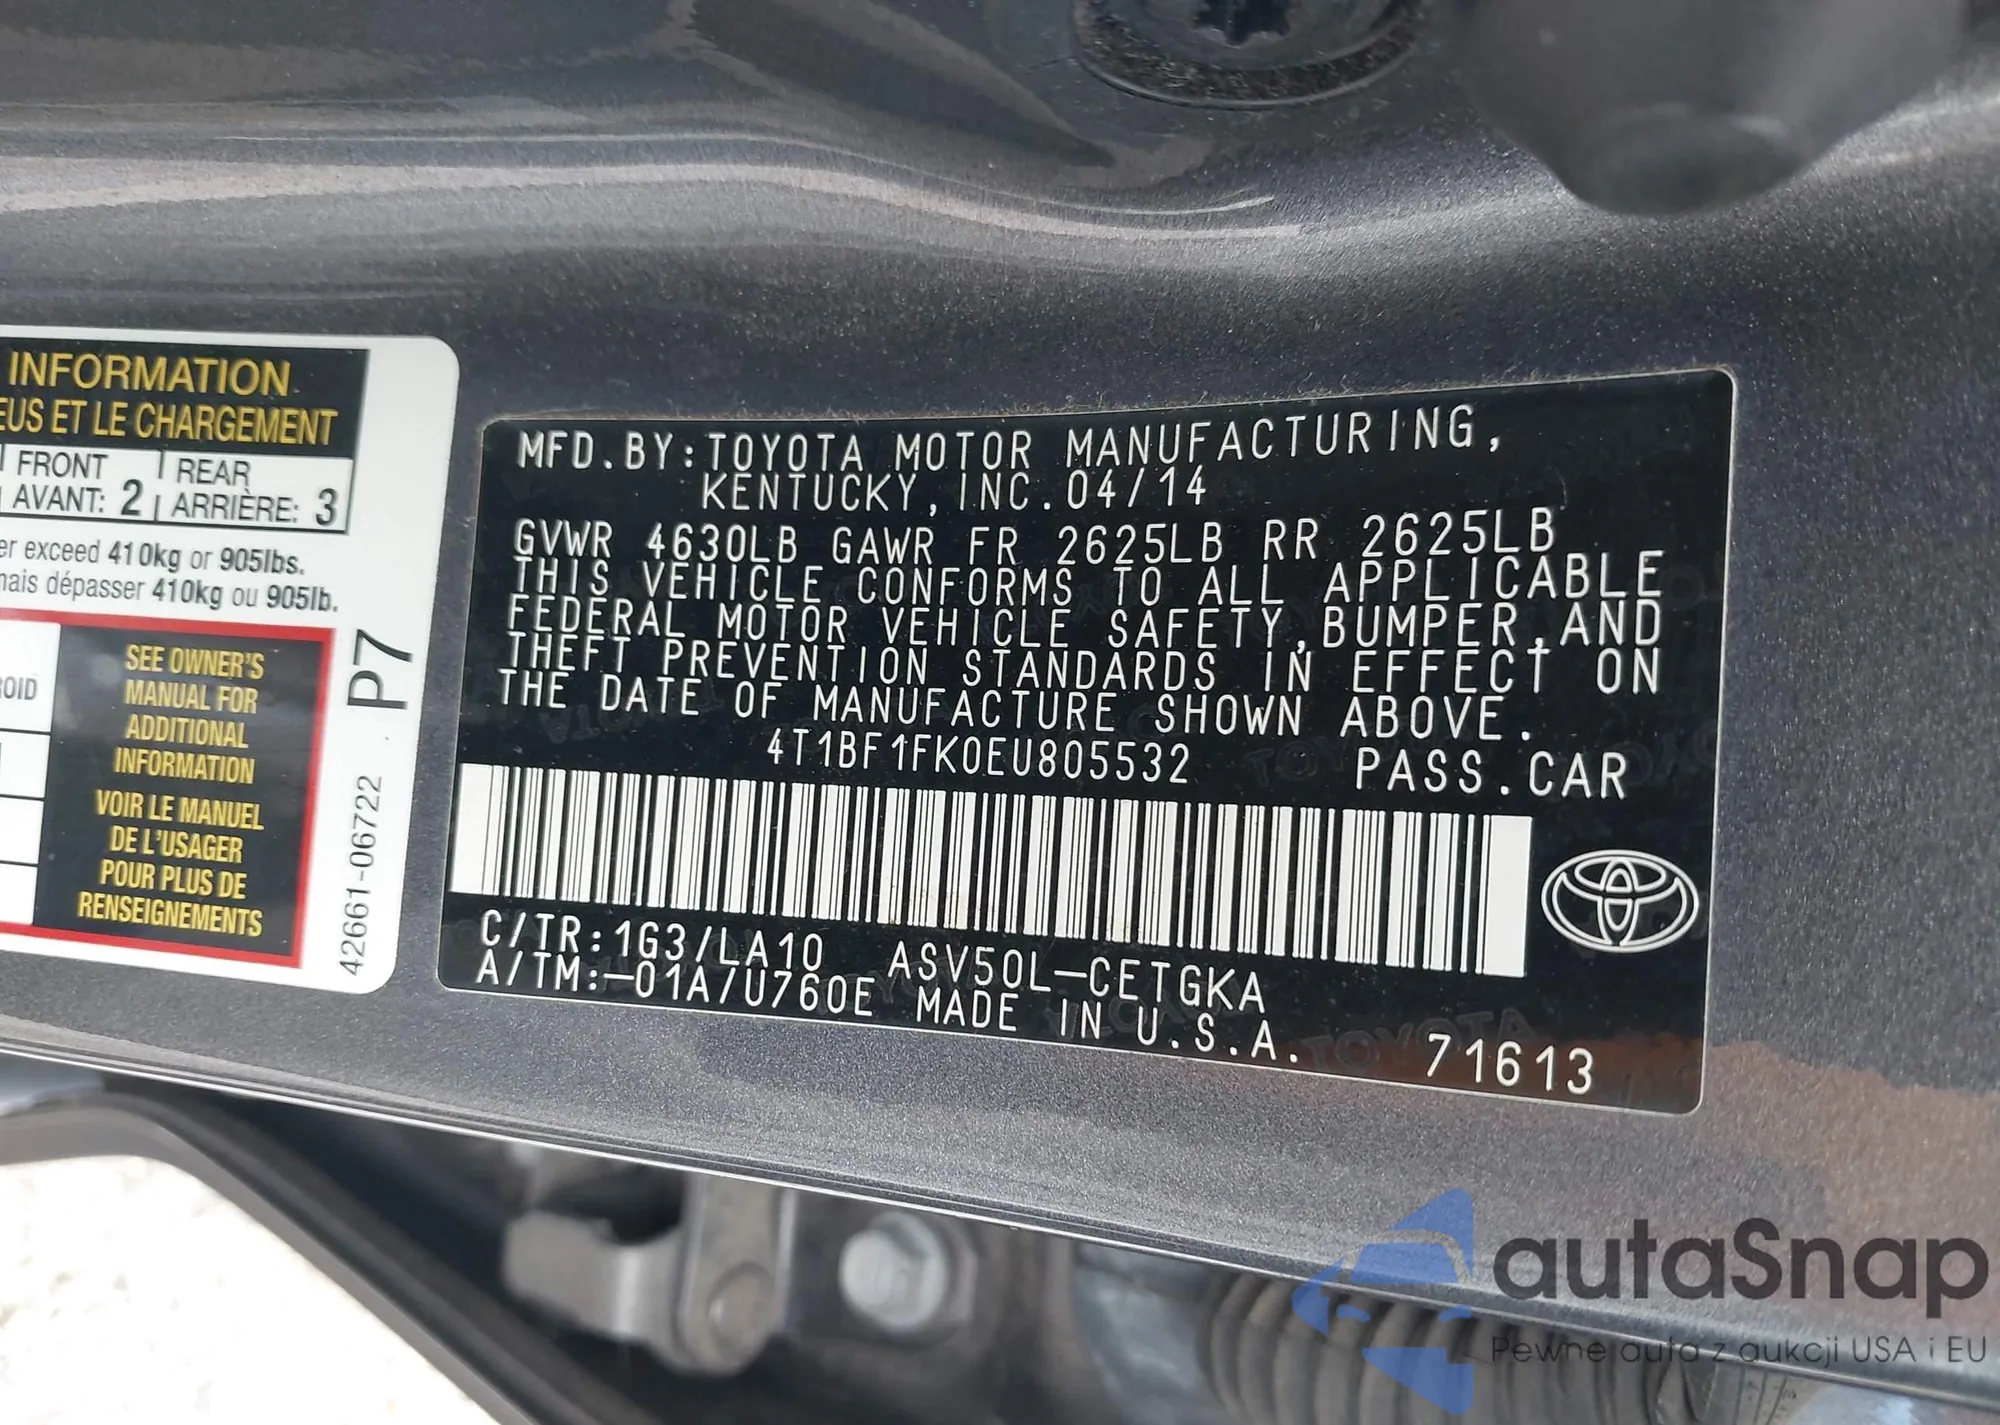 INFORMATION
EUS ET LE CHARGEMENT
FRONT REAR
AVANT: 2 ARRIÈRE: 3
er exceed 410kg or 905lbs.
mais dépasser 410kg ou 905lb.
OID
SEE OWNER'S
MANUAL FOR
ADDITIONAL
INFORMATION
VOIR LE MANUEL
DE L'USAGER
POUR PLUS DE
RENSEIGNEMENTS
P7
42661-06722
MFD.BY:TOYOTA MOTOR MANUFACTURING,
KENTUCKY,INC.04/14
GVWR 4630LB GAWR FR 2625LB RR 2625LB
THIS VEHICLE CONFORMS TO ALL APPLICABLE
FEDERAL MOTOR VEHICLE SAFETY,BUMPER,AND
THEFT PREVENTION STANDARDS IN EFFECT ON
THE DATE OF MANUFACTURE SHOWN ABOVE.
4T1BF1FK0EU805532 PASS.CAR
C/TR:1G3/LA10 ASV50L-CETGKA
A/TM:-01A/U760E MADE IN U.S.A. 71613
autaSnap
Pewne auta z aukcji USA i EU